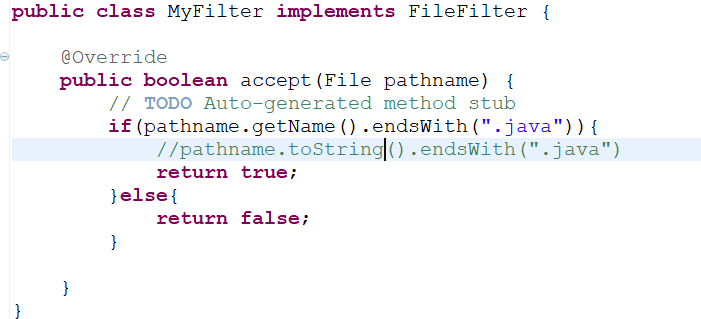 public class MyFilter implements FileFilter {
@Override
public boolean accept(File pathname) {
// TODO Auto-generated method stub
if(pathname.getName().endsWith(".java")){
//pathname.toString().endsWith(".java")
return true;
}else{
return false;
}
}
}